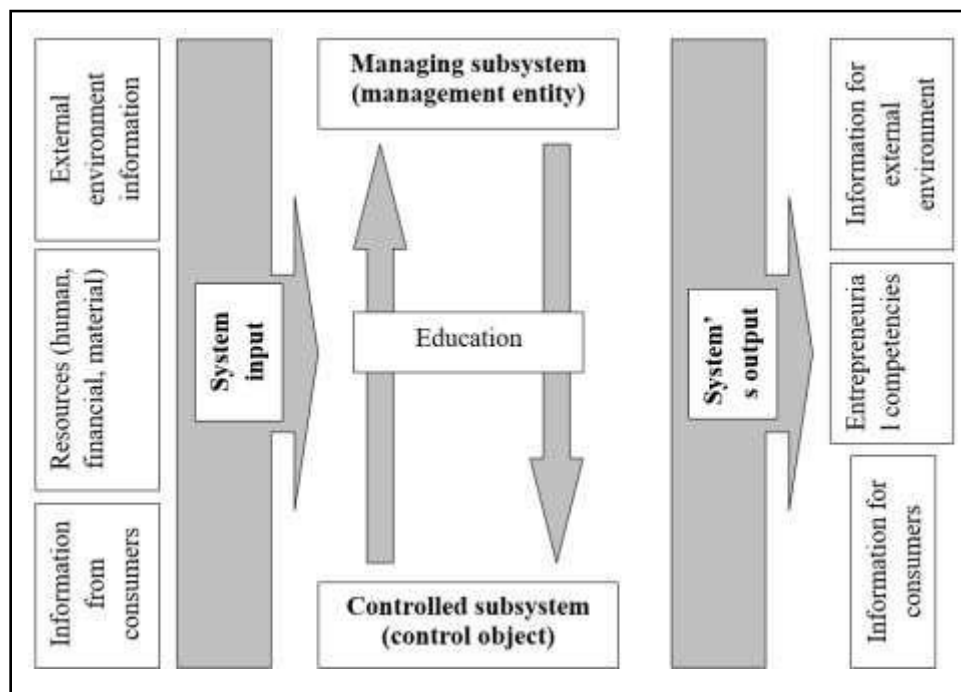 External
environment
information
Resources (human,
financial, material)
Information
from
consumers
System
input
Managing subsystem
(management entity)
Education
Controlled subsystem
(control object)
System’
s output
Information for
external
environment
Entrepreneuria
l competencies
Information for
consumers